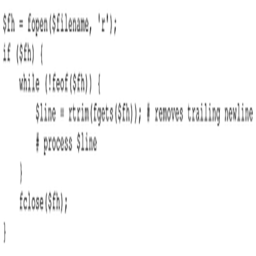 $fh = fopen($filename, 'r');
if ($fh) {
    while (!feof($fh)) {
        $line = rtrim(fgets($fh)); # removes trailing newline
        # process $line
    }
    fclose($fh);
}